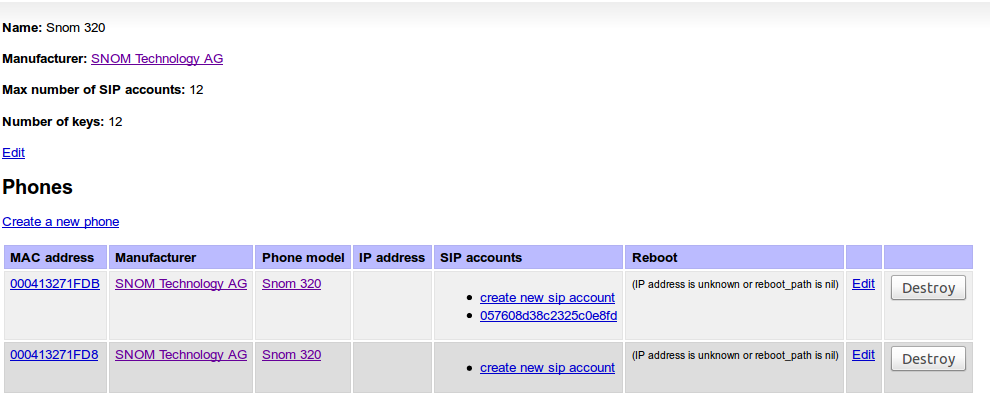 Name: Snom 320
Manufacturer: SNOM Technology AG
Max number of SIP accounts: 12
Number of keys: 12
Edit
Phones
Create a new phone
MAC address Manufacturer Phone model IP address SIP accounts Reboot
000413271FDB SNOM Technology AG Snom 320 create new sip account (IP address is unknown or reboot_path is nil) Edit Destroy
057608d38c2325c0e8fd
000413271FD8 SNOM Technology AG Snom 320 create new sip account (IP address is unknown or reboot_path is nil) Edit Destroy